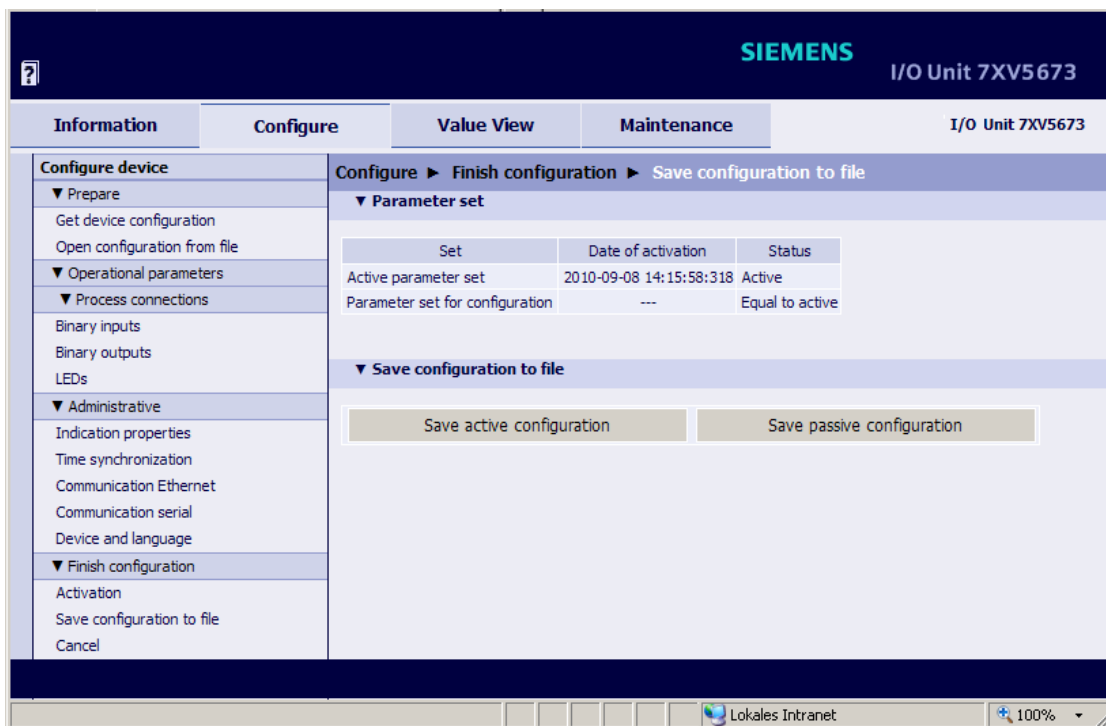 SIEMENS
?
I/O Unit 7XV5673
Information
Configure
Value View
Maintenance
I/O Unit 7XV5673
Configure device
▼ Prepare
Get device configuration
Open configuration from file
▼ Operational parameters
▼ Process connections
Binary inputs
Binary outputs
LEDs
▼ Administrative
Indication properties
Time synchronization
Communication Ethernet
Communication serial
Device and language
▼ Finish configuration
Activation
Save configuration to file
Cancel
Configure ► Finish configuration ► Save configuration to file
▼ Parameter set
Set Date of activation Status
Active parameter set 2010-09-08 14:15:58:318 Active
Parameter set for configuration --- Equal to active
▼ Save configuration to file
Save active configuration
Save passive configuration
Lokales Intranet
100%